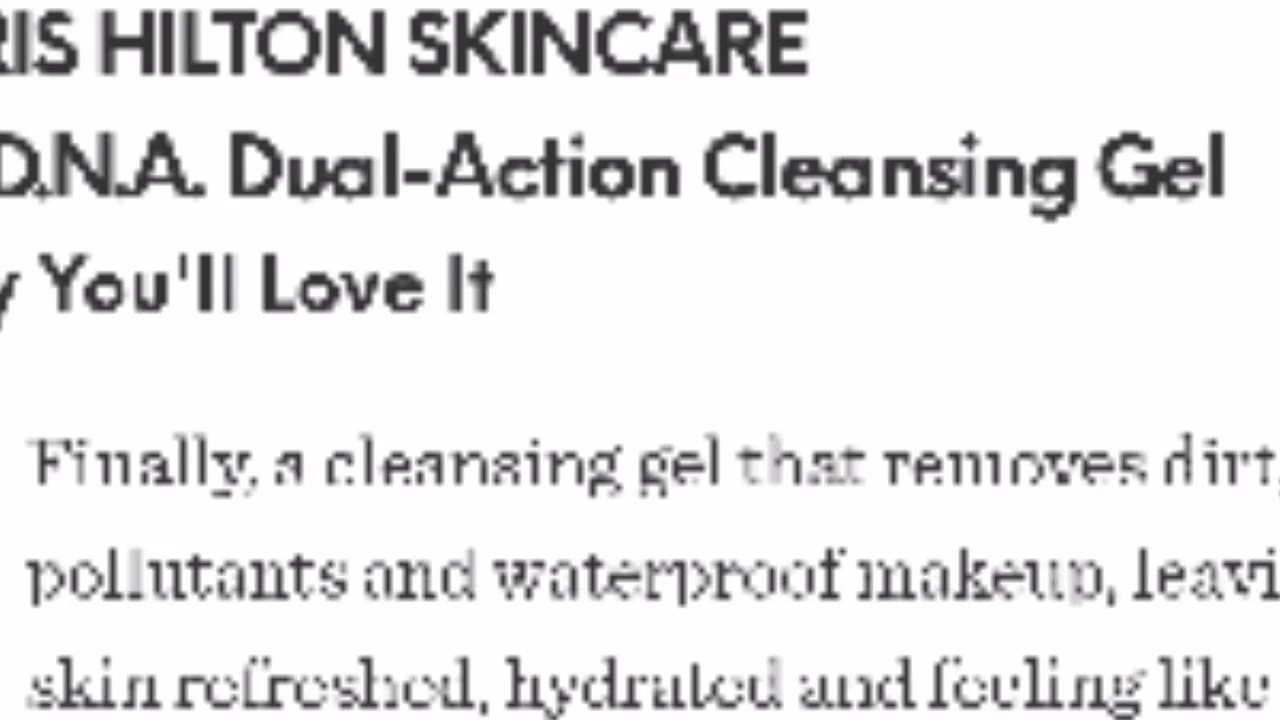 RIS HILTON SKINCARE
D.N.A. Dual-Action Cleansing Gel
y You'll Love It
Finally, a cleansing gel that removes dirt,
pollutants and waterproof makeup, leavi
skin refreshed, hydrated and feeling like